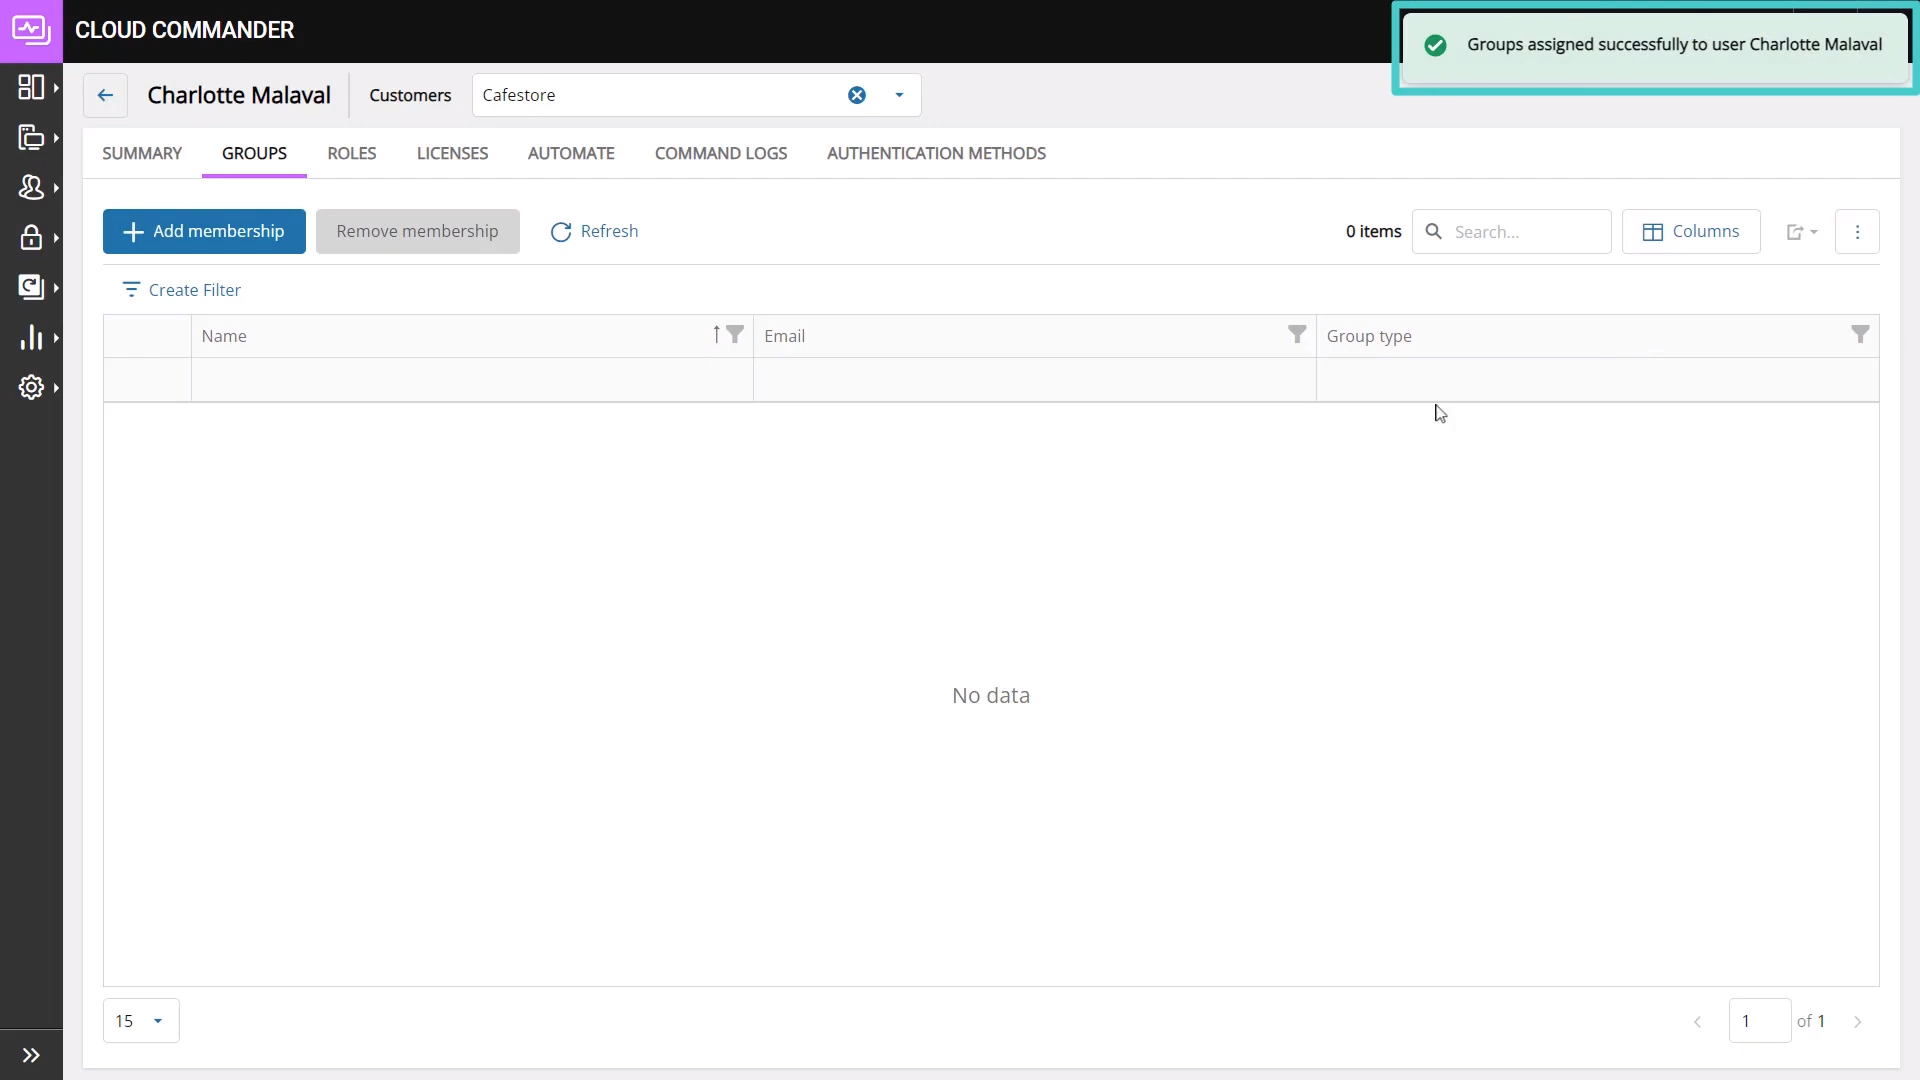 CLOUD COMMANDER
Groups assigned successfully to user Charlotte Malaval
Charlotte Malaval
Customers
Cafestore
SUMMARY
GROUPS
ROLES
LICENSES
AUTOMATE
COMMAND LOGS
AUTHENTICATION METHODS
Add membership
Remove membership
Refresh
0 items
Search...
Columns
Create Filter
Name
Email
Group type
No data
15
1
of 1